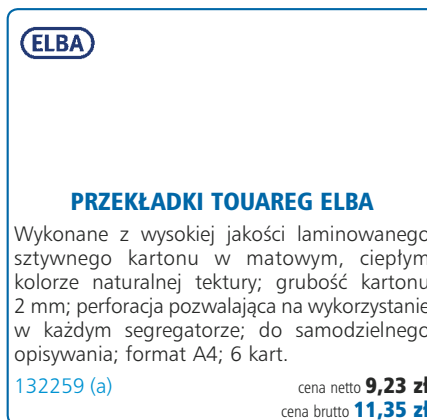 ELBA
PRZEKŁADKI TOUAREG ELBA
Wykonane z wysokiej jakości laminowanego
sztywnego kartonu w matowym, ciepłym
kolorze naturalnej tektury; grubość kartonu
2 mm; perforacja pozwalająca na wykorzystanie
w każdym segregatorze; do samodzielnego
opisywania; format A4; 6 kart.
132259 (a) cena netto 9,23 zł
cena brutto 11,35 zł